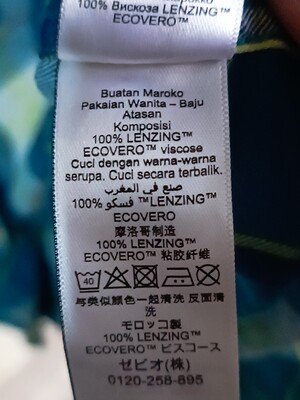 100% Вискоза LENZING™
ECOVERO™
Buatan Maroko
Pakaian Wanita – Baju
Atasan
Komposisi
100% LENZING™
ECOVERO™ viscose
Cuci dengan warna-warna
serupa. Cuci secara terbalik.
صنع في المغرب
100% فسكوز LENZING™
ECOVERO
摩洛哥制造
100% LENZING™
ECOVERO™ 粘胶纤维
40
与类似颜色一起清洗 反面清
洗
モロッコ製
100% LENZING™
ECOVERO™ ビスコース
ゼビオ(株)
0120-258-895